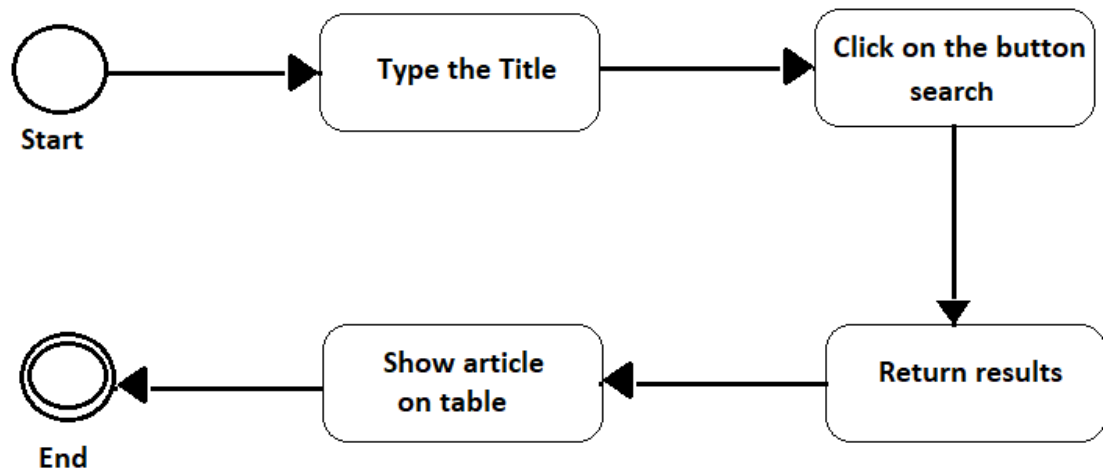 Type the Title
Click on the button
search
Start
Show article
on table
Return results
End